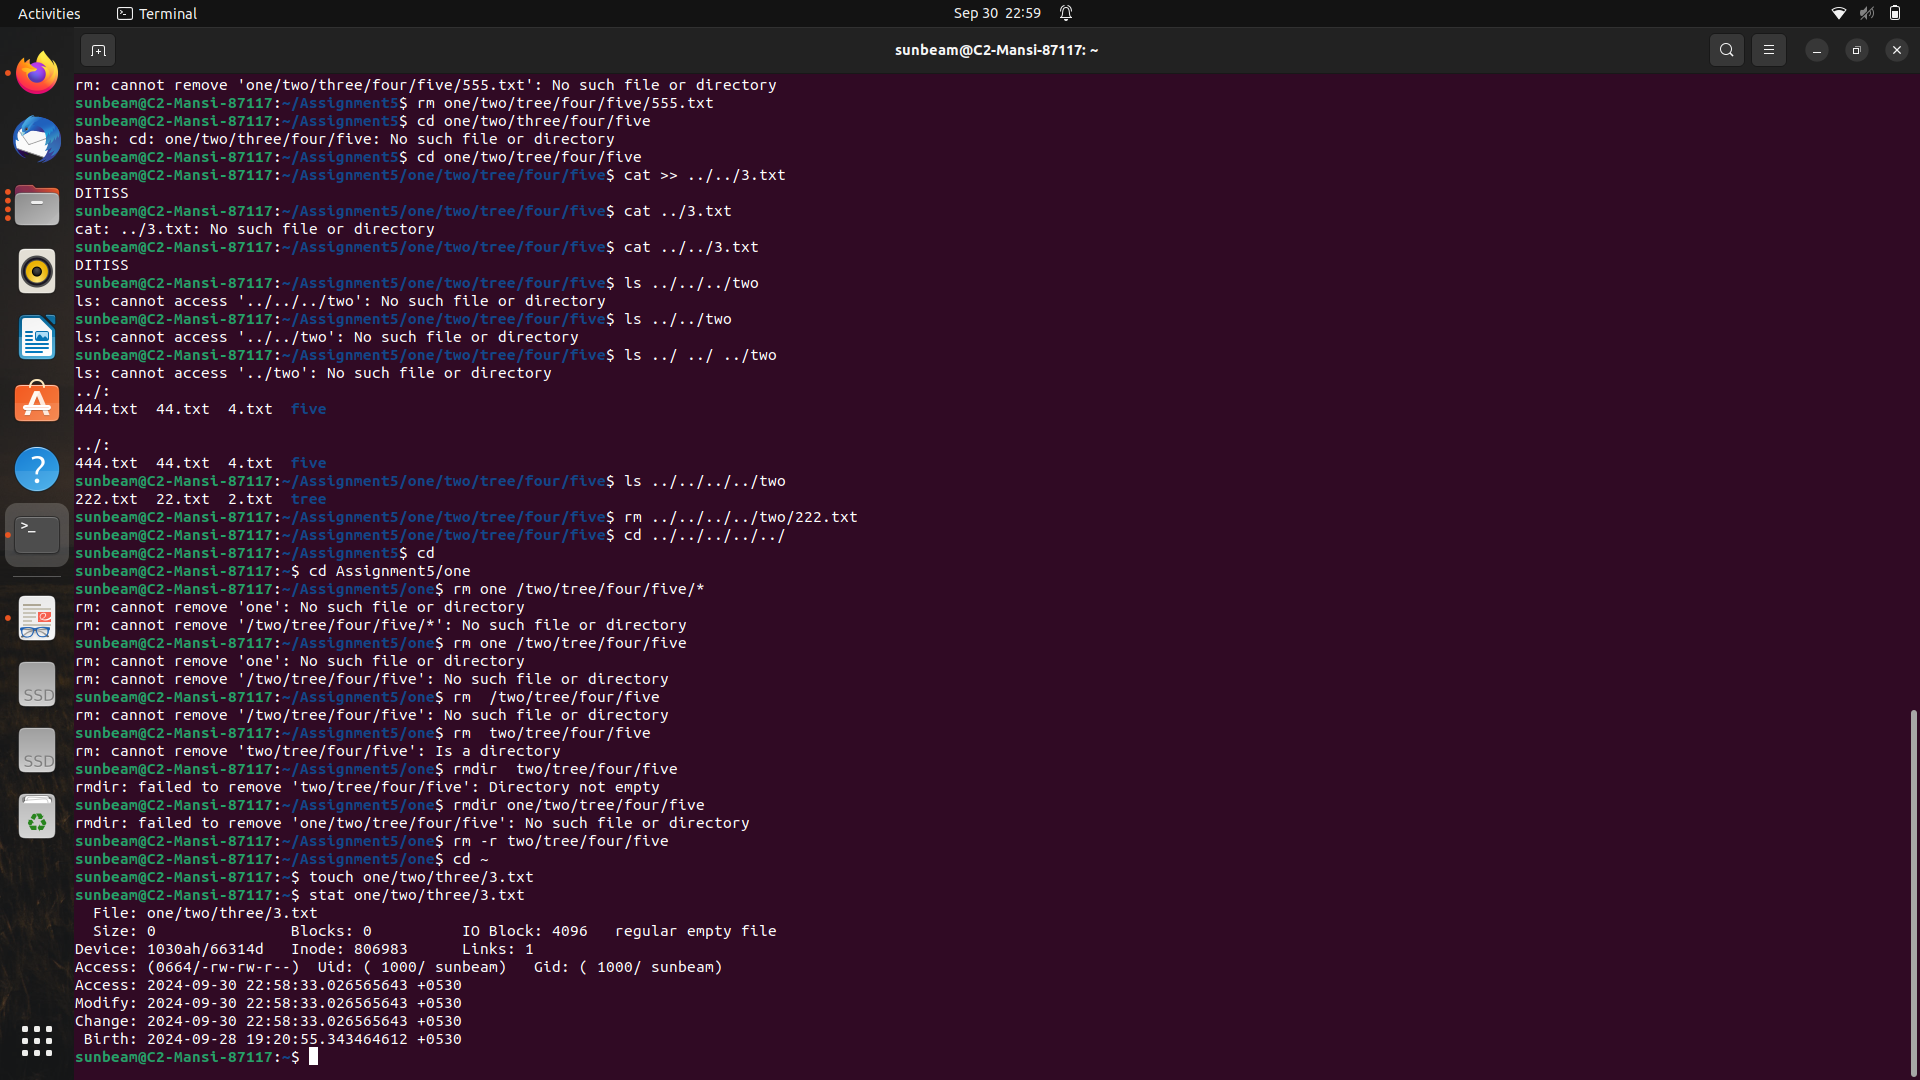 Activities
Terminal
Sep 30 22:59
sunbeam@C2-Mansi-87117: ~
rm: cannot remove 'one/two/three/four/five/555.txt': No such file or directory
sunbeam@C2-Mansi-87117:~/Assignment5$ rm one/two/tree/four/five/555.txt
sunbeam@C2-Mansi-87117:~/Assignment5$ cd one/two/three/four/five
bash: cd: one/two/three/four/five: No such file or directory
sunbeam@C2-Mansi-87117:~/Assignment5$ cd one/two/tree/four/five
sunbeam@C2-Mansi-87117:~/Assignment5/one/two/tree/four/five$ cat >> ../../3.txt
DITISS
sunbeam@C2-Mansi-87117:~/Assignment5/one/two/tree/four/five$ cat ../3.txt
cat: ../3.txt: No such file or directory
sunbeam@C2-Mansi-87117:~/Assignment5/one/two/tree/four/five$ cat ../../3.txt
DITISS
sunbeam@C2-Mansi-87117:~/Assignment5/one/two/tree/four/five$ ls ../../../two
ls: cannot access '../../../two': No such file or directory
sunbeam@C2-Mansi-87117:~/Assignment5/one/two/tree/four/five$ ls ../../two
ls: cannot access '../../two': No such file or directory
sunbeam@C2-Mansi-87117:~/Assignment5/one/two/tree/four/five$ ls ../ ../ ../two
ls: cannot access '../two': No such file or directory
../:
444.txt  44.txt  4.txt  five
../:
444.txt  44.txt  4.txt  five
sunbeam@C2-Mansi-87117:~/Assignment5/one/two/tree/four/five$ ls ../../../../two
222.txt  22.txt  2.txt  tree
sunbeam@C2-Mansi-87117:~/Assignment5/one/two/tree/four/five$ rm ../../../../two/222.txt
sunbeam@C2-Mansi-87117:~/Assignment5/one/two/tree/four/five$ cd ../../../../../
sunbeam@C2-Mansi-87117:~/Assignment5$ cd
sunbeam@C2-Mansi-87117:~$ cd Assignment5/one
sunbeam@C2-Mansi-87117:~/Assignment5/one$ rm one /two/tree/four/five/*
rm: cannot remove 'one': No such file or directory
rm: cannot remove '/two/tree/four/five/*': No such file or directory
sunbeam@C2-Mansi-87117:~/Assignment5/one$ rm one /two/tree/four/five
rm: cannot remove 'one': No such file or directory
rm: cannot remove '/two/tree/four/five': No such file or directory
sunbeam@C2-Mansi-87117:~/Assignment5/one$ rm  /two/tree/four/five
rm: cannot remove '/two/tree/four/five': No such file or directory
sunbeam@C2-Mansi-87117:~/Assignment5/one$ rm  two/tree/four/five
rm: cannot remove 'two/tree/four/five': Is a directory
sunbeam@C2-Mansi-87117:~/Assignment5/one$ rmdir  two/tree/four/five
rmdir: failed to remove 'two/tree/four/five': Directory not empty
sunbeam@C2-Mansi-87117:~/Assignment5/one$ rmdir one/two/tree/four/five
rmdir: failed to remove 'one/two/tree/four/five': No such file or directory
sunbeam@C2-Mansi-87117:~/Assignment5/one$ rm -r two/tree/four/five
sunbeam@C2-Mansi-87117:~/Assignment5/one$ cd ~
sunbeam@C2-Mansi-87117:~$ touch one/two/three/3.txt
sunbeam@C2-Mansi-87117:~$ stat one/two/three/3.txt
  File: one/two/three/3.txt
  Size: 0               Blocks: 0          IO Block: 4096   regular empty file
Device: 1030ah/66314d   Inode: 806983      Links: 1
Access: (0664/-rw-rw-r--)  Uid: ( 1000/ sunbeam)   Gid: ( 1000/ sunbeam)
Access: 2024-09-30 22:58:33.026565643 +0530
Modify: 2024-09-30 22:58:33.026565643 +0530
Change: 2024-09-30 22:58:33.026565643 +0530
 Birth: 2024-09-28 19:20:55.343464612 +0530
sunbeam@C2-Mansi-87117:~$
SSD
SSD